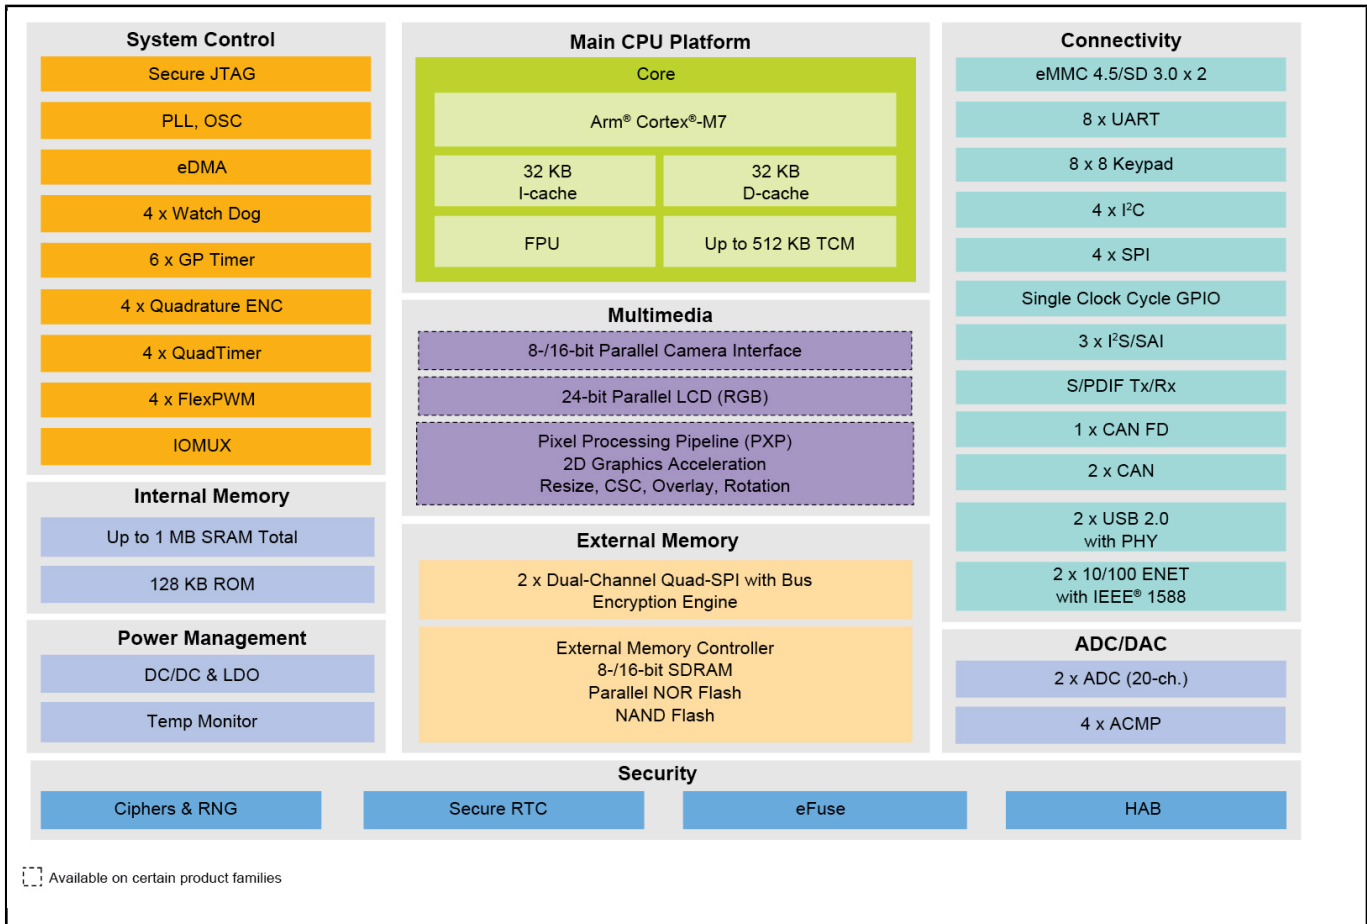 System Control
Secure JTAG
PLL, OSC
eDMA
4 x Watch Dog
6 x GP Timer
4 x Quadrature ENC
4 x QuadTimer
4 x FlexPWM
IOMUX
Internal Memory
Up to 1 MB SRAM Total
128 KB ROM
Power Management
DC/DC & LDO
Temp Monitor
Main CPU Platform
Core
Arm® Cortex®-M7
32 KB
I-cache
32 KB
D-cache
FPU
Up to 512 KB TCM
Multimedia
8-/16-bit Parallel Camera Interface
24-bit Parallel LCD (RGB)
Pixel Processing Pipeline (PXP)
2D Graphics Acceleration
Resize, CSC, Overlay, Rotation
External Memory
2 x Dual-Channel Quad-SPI with Bus
Encryption Engine
External Memory Controller
8-/16-bit SDRAM
Parallel NOR Flash
NAND Flash
Connectivity
eMMC 4.5/SD 3.0 x 2
8 x UART
8 x 8 Keypad
4 x I²C
4 x SPI
Single Clock Cycle GPIO
3 x I²S/SAI
S/PDIF Tx/Rx
1 x CAN FD
2 x CAN
2 x USB 2.0
with PHY
2 x 10/100 ENET
with IEEE® 1588
ADC/DAC
2 x ADC (20-ch.)
4 x ACMP
Security
Ciphers & RNG
Secure RTC
eFuse
HAB
Available on certain product families